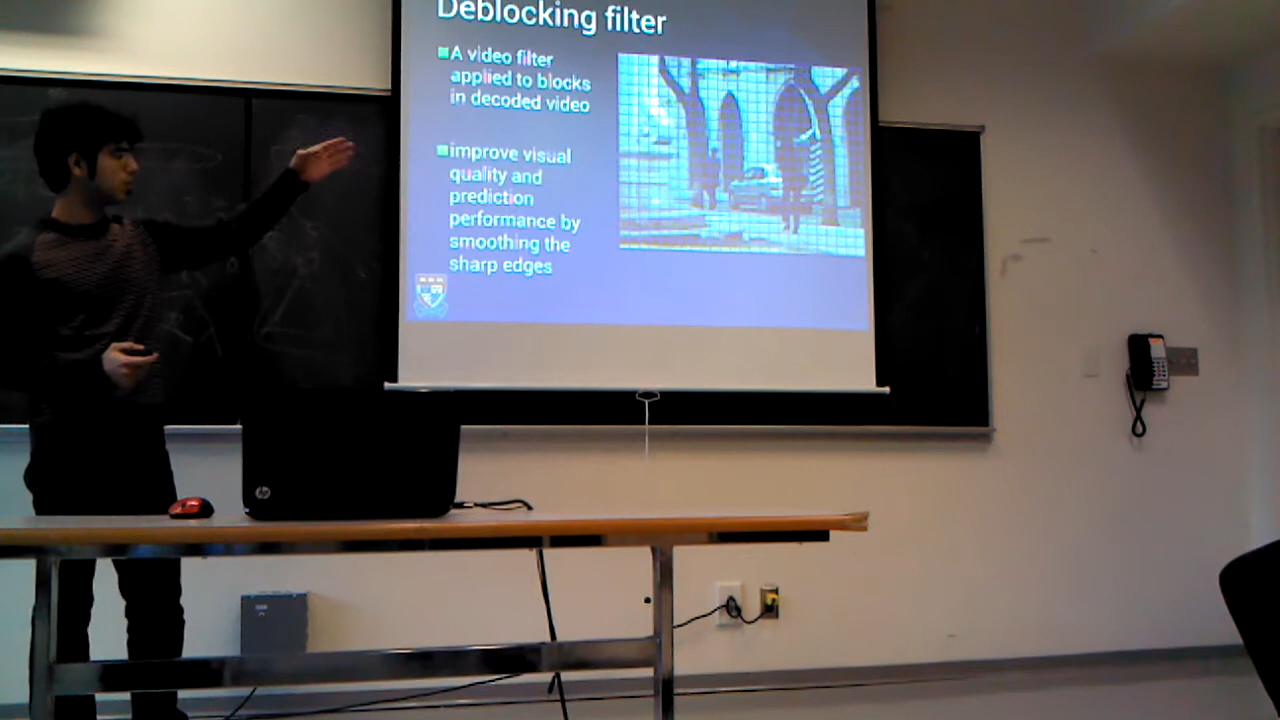 Deblocking filter
A video filter
applied to blocks
in decoded video
improve visual
quality and
prediction
performance by
smoothing the
sharp edges
hp